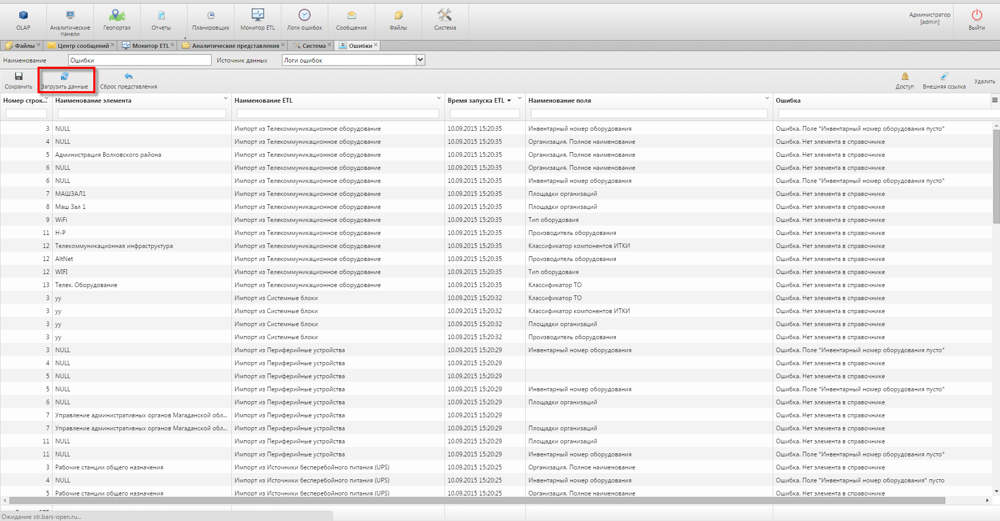 OLAP
Аналитические панели
Геопортал
Отчеты
Планировщик
Монитор ETL
Логи ошибок
Сообщения
Файлы
Система
Администратор
[admin]
Выйти
Файлы
Центр сообщений
Монитор ETL
Аналитические представления
Система
Ошибки
Наименование Ошибки Источник данных Логи ошибок
Сохранить Загрузить данные Сброс представления Доступ Внешняя ссылка Удалить
Номер строк... Наименование элемента Наименование ETL Время запуска ETL Наименование поля Ошибка
3 NULL Импорт из Телекоммуникационное оборудование 10.09.2015 15:20:35 Инвентарный номер оборудования Ошибка. Поле *Инвентарный номер оборудования пусто*
4 NULL Импорт из Телекоммуникационное оборудование 10.09.2015 15:20:35 Организация. Полное наименование Ошибка. Нет элемента в справочнике
5 Администрация Волховского района Импорт из Телекоммуникационное оборудование 10.09.2015 15:20:35 Организация. Полное наименование Ошибка. Нет элемента в справочнике
6 NULL Импорт из Телекоммуникационное оборудование 10.09.2015 15:20:35 Организация. Полное наименование Ошибка. Нет элемента в справочнике
6 NULL Импорт из Телекоммуникационное оборудование 10.09.2015 15:20:35 Инвентарный номер оборудования Ошибка. Поле *Инвентарный номер оборудования пусто*
7 МАШЗАЛ1 Импорт из Телекоммуникационное оборудование 10.09.2015 15:20:35 Площадки организаций Ошибка. Нет элемента в справочнике
8 Маш Зал 1 Импорт из Телекоммуникационное оборудование 10.09.2015 15:20:35 Площадки организаций Ошибка. Нет элемента в справочнике
9 WiFi Импорт из Телекоммуникационное оборудование 10.09.2015 15:20:35 Тип оборудоваия Ошибка. Нет элемента в справочнике
11 H-P Импорт из Телекоммуникационное оборудование 10.09.2015 15:20:35 Производитель оборудования Ошибка. Нет элемента в справочнике
12 Телекоммуникационная инфраструктура Импорт из Телекоммуникационное оборудование 10.09.2015 15:20:35 Классификатор компонентов ИТКИ Ошибка. Нет элемента в справочнике
12 AltNet Импорт из Телекоммуникационное оборудование 10.09.2015 15:20:35 Производитель оборудования Ошибка. Нет элемента в справочнике
12 WIFI Импорт из Телекоммуникационное оборудование 10.09.2015 15:20:35 Тип оборудоваия Ошибка. Нет элемента в справочнике
13 Телек. Оборудование Импорт из Телекоммуникационное оборудование 10.09.2015 15:20:35 Классификатор ТО Ошибка. Нет элемента в справочнике
3 уу Импорт из Системные блоки 10.09.2015 15:20:32 Классификатор ТО Ошибка. Нет элемента в справочнике
3 уу Импорт из Системные блоки 10.09.2015 15:20:32 Классификатор компонентов ИТКИ Ошибка. Нет элемента в справочнике
3 уу Импорт из Системные блоки 10.09.2015 15:20:32 Площадки организаций Ошибка. Нет элемента в справочнике
3 уу Импорт из Системные блоки 10.09.2015 15:20:32 Производитель оборудования Ошибка. Нет элемента в справочнике
3 NULL Импорт из Периферийные устройства 10.09.2015 15:20:29 Инвентарный номер оборудования Ошибка. Поле *Инвентарный номер оборудования пусто*
4 NULL Импорт из Периферийные устройства 10.09.2015 15:20:29 Ошибка. Нет элемента в справочнике
5 NULL Импорт из Периферийные устройства 10.09.2015 15:20:29 Ошибка. Нет элемента в справочнике
5 NULL Импорт из Периферийные устройства 10.09.2015 15:20:29 Инвентарный номер оборудования Ошибка. Поле *Инвентарный номер оборудования пусто*
6 NULL Импорт из Периферийные устройства 10.09.2015 15:20:29 Площадки организаций Ошибка. Нет элемента в справочнике
7 Управление административных органов Магаданской обл... Импорт из Периферийные устройства 10.09.2015 15:20:29 Ошибка. Нет элемента в справочнике
7 Управление административных органов Магаданской обл... Импорт из Периферийные устройства 10.09.2015 15:20:29 Площадки организаций Ошибка. Нет элемента в справочнике
11 NULL Импорт из Периферийные устройства 10.09.2015 15:20:29 Площадки организаций Ошибка. Нет элемента в справочнике
11 NULL Импорт из Периферийные устройства 10.09.2015 15:20:29 Инвентарный номер оборудования Ошибка. Поле *Инвентарный номер оборудования пусто*
3 Рабочие станции общего назначения Импорт из Источники бесперебойного питания (UPS) 10.09.2015 15:20:25 Организация. Полное наименование Ошибка. Нет элемента в справочнике
4 NULL Импорт из Источники бесперебойного питания (UPS) 10.09.2015 15:20:25 Инвентарный номер оборудования Ошибка. Поле *Инвентарный номер оборудования* пусто
5 Рабочие станции общего назначения Импорт из Источники бесперебойного питания (UPS) 10.09.2015 15:20:25 Организация. Полное наименование Ошибка. Нет элемента в справочнике
Ожидание str.bars-open.ru...